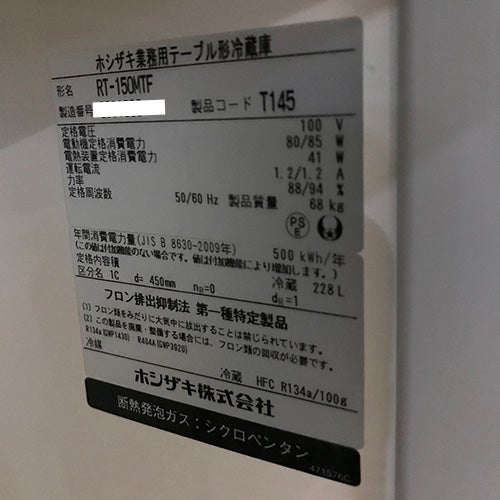 ホシザキ業務用テーブル形冷蔵庫
形名 RT-150MTF
製造番号 製品コード T145
定格電圧 100 V
電動機定格消費電力 80/85 W
電熱装置定格消費電力 41 W
運転電流 1.2/1.2 A
力率 88/94 %
定格周波数 50/60 Hz 製品質量 68 kg
PS
E
年間消費電力量(JIS B 8630-2009年) 500 kWh/年
(この値は付加機能のない場合です。値は付加機能により増加します。)
定格内容積 冷蔵 228 L
区分名 1C d= 450mm nR=0 dR=1
フロン排出抑制法 第一種特定製品
(1) フロン類をみだりに大気中に放出することは禁じられています。
(2) この製品を廃棄・整備する場合には、フロン類の回収が必要です。
R134a(GWP1430) R404A(GWP3920)
冷媒 冷蔵 HFC R134a/100g
ホシザキ株式会社
断熱発泡ガス:シクロペンタン
471576C